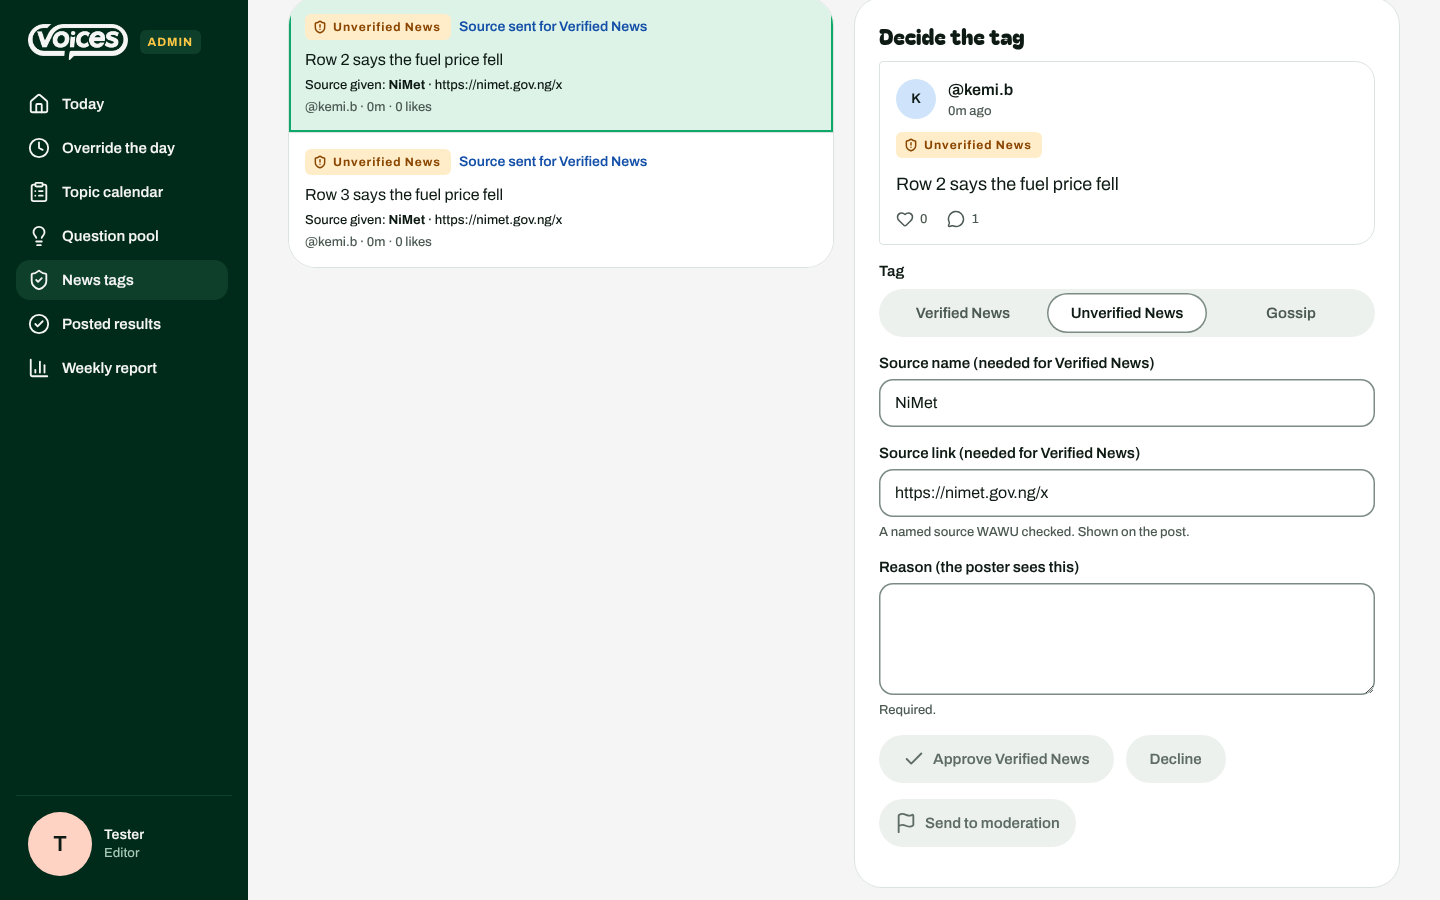 Voices ADMIN
Today
Override the day
Topic calendar
Question pool
News tags
Posted results
Weekly report
T
Tester
Editor
Unverified News Source sent for Verified News
Row 2 says the fuel price fell
Source given: NiMet · https://nimet.gov.ng/x
@kemi.b · 0m · 0 likes
Unverified News Source sent for Verified News
Row 3 says the fuel price fell
Source given: NiMet · https://nimet.gov.ng/x
@kemi.b · 0m · 0 likes
Decide the tag
K
@kemi.b
0m ago
Unverified News
Row 2 says the fuel price fell
0 1
Tag
Verified News Unverified News Gossip
Source name (needed for Verified News)
NiMet
Source link (needed for Verified News)
https://nimet.gov.ng/x
A named source WAWU checked. Shown on the post.
Reason (the poster sees this)
Required.
Approve Verified News Decline
Send to moderation